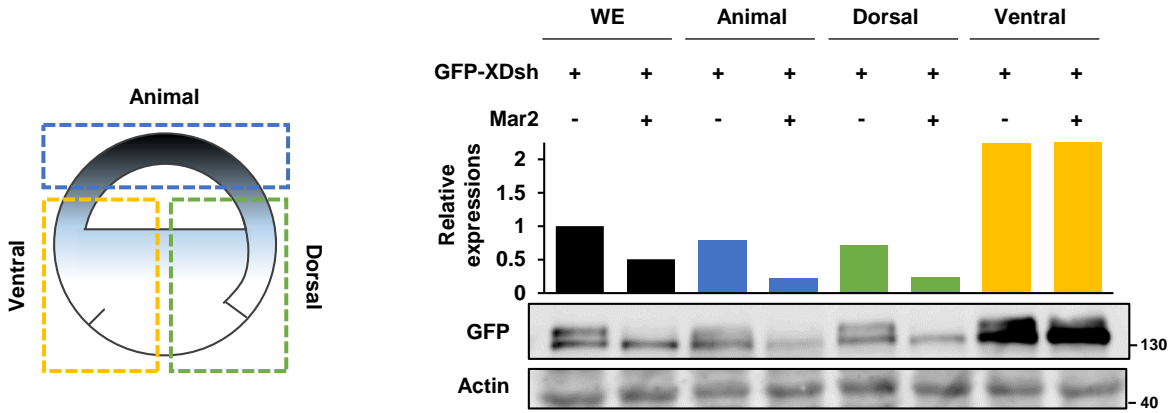 Animal
Ventral
Dorsal
WE Animal Dorsal Ventral
GFP-XDsh + + + + + + + +
Mar2 - + - + - + - +
Relative
expressions
2
1.5
1
0.5
0
GFP
130
Actin
40